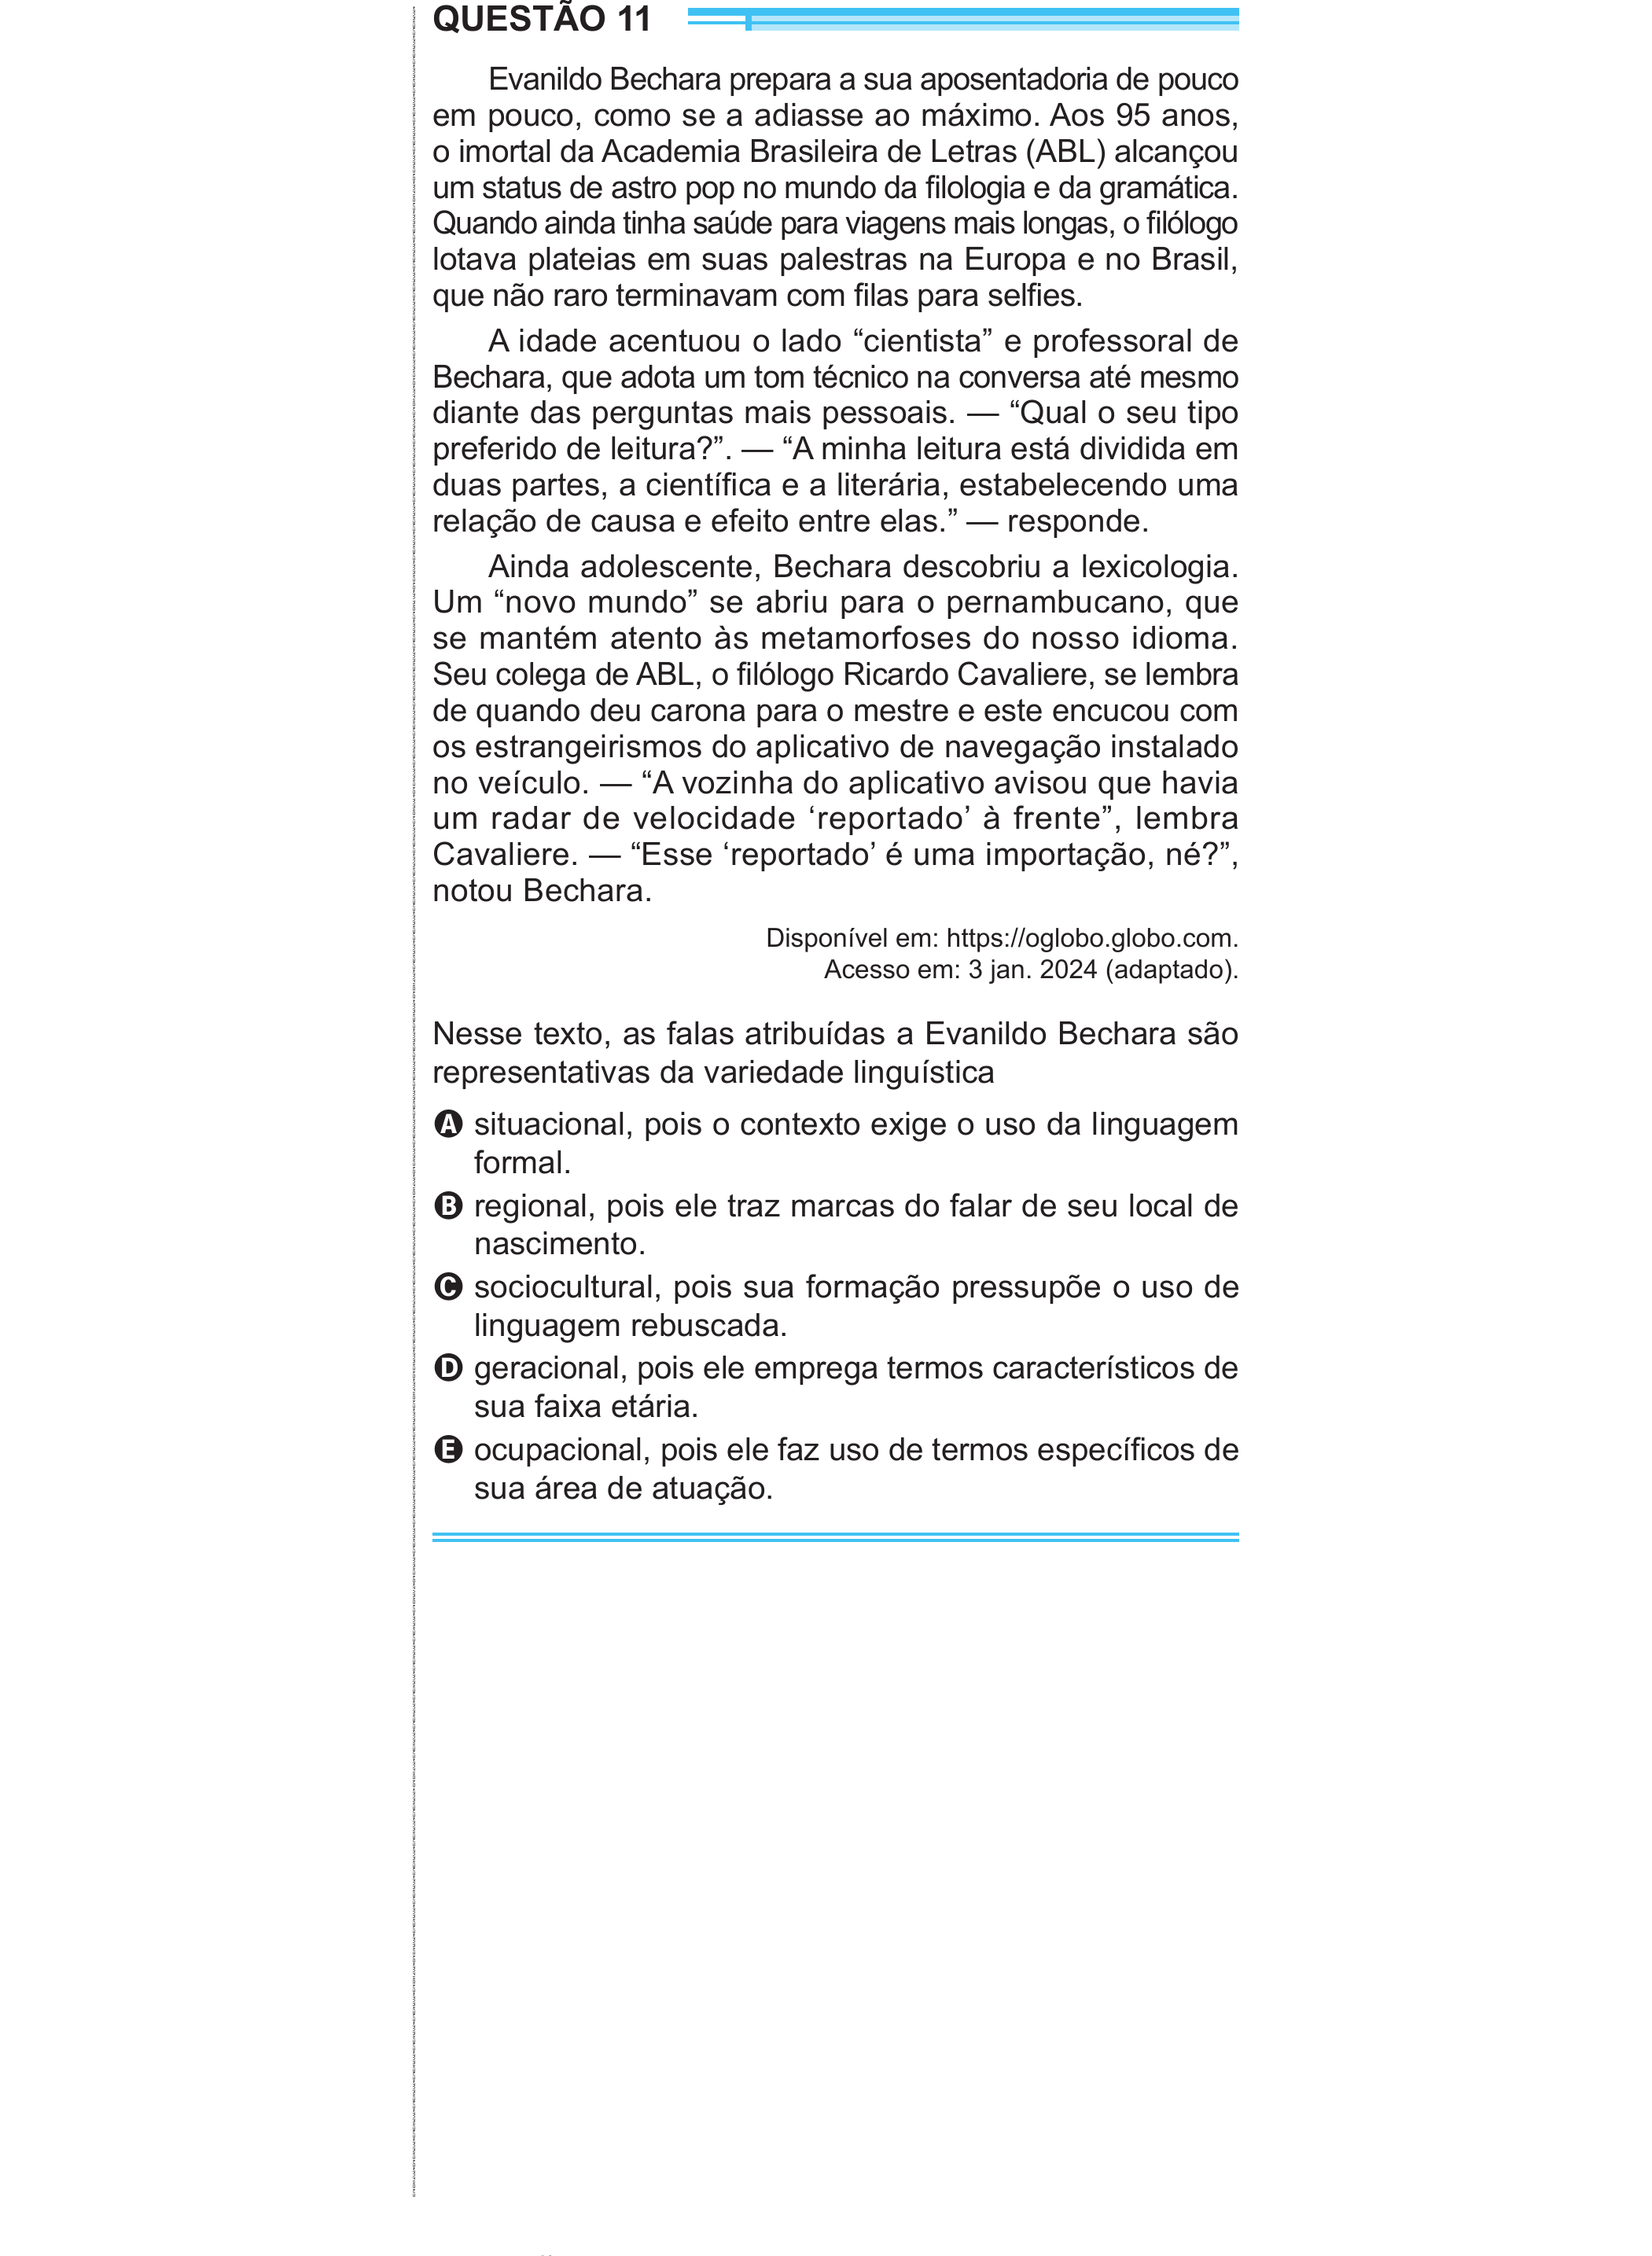 QUESTÃO 11
Evanildo Bechara prepara a sua aposentadoria de pouco
em pouco, como se a adiasse ao máximo. Aos 95 anos,
o imortal da Academia Brasileira de Letras (ABL) alcançou
um status de astro pop no mundo da filologia e da gramática.
Quando ainda tinha saúde para viagens mais longas, o filólogo
lotava plateias em suas palestras na Europa e no Brasil,
que não raro terminavam com filas para selfies.
A idade acentuou o lado “cientista” e professoral de
Bechara, que adota um tom técnico na conversa até mesmo
diante das perguntas mais pessoais. — “Qual o seu tipo
preferido de leitura?”. — “A minha leitura está dividida em
duas partes, a científica e a literária, estabelecendo uma
relação de causa e efeito entre elas.” — responde.
Ainda adolescente, Bechara descobriu a lexicologia.
Um “novo mundo” se abriu para o pernambucano, que
se mantém atento às metamorfoses do nosso idioma.
Seu colega de ABL, o filólogo Ricardo Cavaliere, se lembra
de quando deu carona para o mestre e este encucou com
os estrangeirismos do aplicativo de navegação instalado
no veículo. — “A vozinha do aplicativo avisou que havia
um radar de velocidade ‘reportado’ à frente”, lembra
Cavaliere. — “Esse ‘reportado’ é uma importação, né?”,
notou Bechara.
Disponível em: https://oglobo.globo.com.
Acesso em: 3 jan. 2024 (adaptado).
Nesse texto, as falas atribuídas a Evanildo Bechara são
representativas da variedade linguística
A situacional, pois o contexto exige o uso da linguagem
formal.
B regional, pois ele traz marcas do falar de seu local de
nascimento.
C sociocultural, pois sua formação pressupõe o uso de
linguagem rebuscada.
D geracional, pois ele emprega termos característicos de
sua faixa etária.
E ocupacional, pois ele faz uso de termos específicos de
sua área de atuação.